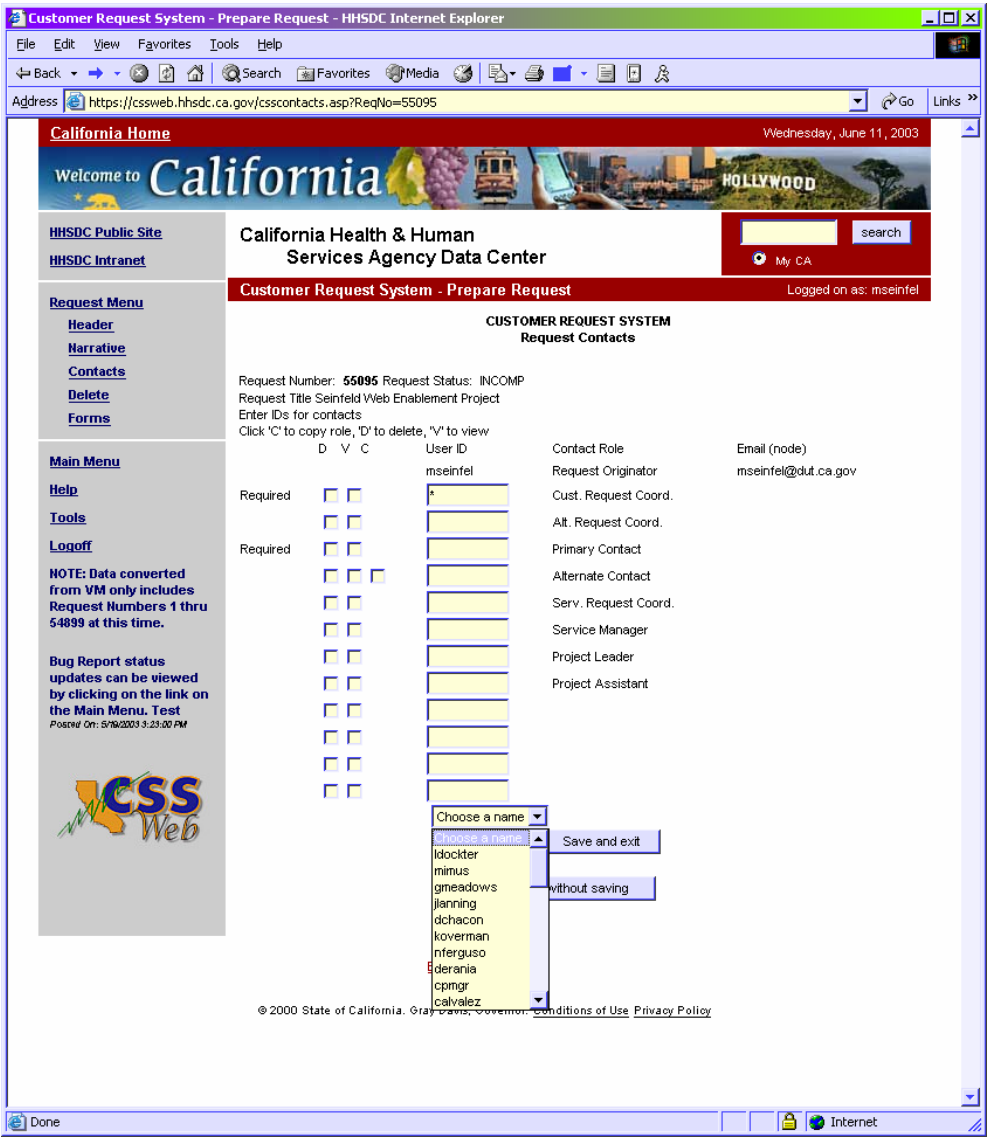 Customer Request System - Prepare Request - HHSDC Internet Explorer
File Edit View Favorites Tools Help
Back Search Favorites Media
Address https://cssweb.hhsdc.ca.gov/csscontacts.asp?ReqNo=55095 Go Links »
California Home Wednesday, June 11, 2003
Welcome to California HOLLYWOOD
HHSDC Public Site
HHSDC Intranet
California Health & Human
Services Agency Data Center
search
My CA
Customer Request System - Prepare Request Logged on as: mseinfel
Request Menu
Header
Narrative
Contacts
Delete
Forms
Main Menu
Help
Tools
Logoff
NOTE: Data converted
from VM only includes
Request Numbers 1 thru
54899 at this time.
Bug Report status
updates can be viewed
by clicking on the link on
the Main Menu. Test
Posted On: 5/19/2003 3:23:00 PM
CSS
Web
CUSTOMER REQUEST SYSTEM
Request Contacts
Request Number: 55095 Request Status: INCOMP
Request Title Seinfeld Web Enablement Project
Enter IDs for contacts
Click 'C' to copy role, 'D' to delete, 'V' to view
D V C User ID Contact Role Email (node)
mseinfel Request Originator mseinfel@dut.ca.gov
Required * Cust. Request Coord.
Alt. Request Coord.
Required Primary Contact
Alternate Contact
Serv. Request Coord.
Service Manager
Project Leader
Project Assistant
Choose a name
Choose a name
Save and exit
ldockter
mimus
gmeadows
without saving
jlanning
dchacon
koverman
nferguso
derania
cpmgr
calvalez
© 2000 State of California. Gray Davis, Governor. Conditions of Use Privacy Policy
Done Internet